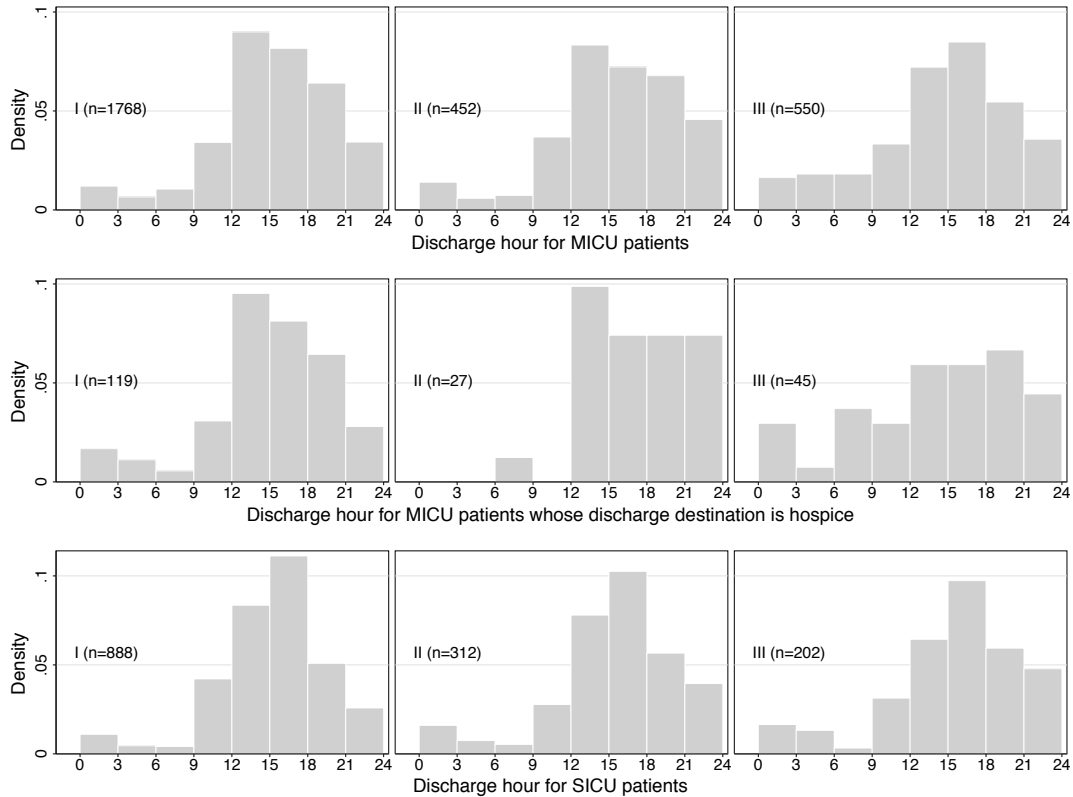 .1
I (n=1768)
II (n=452)
III (n=550)
.05
Density
0
0 3 6 9 12 15 18 21 24
0 3 6 9 12 15 18 21 24
0 3 6 9 12 15 18 21 24
Discharge hour for MICU patients
.1
I (n=119)
II (n=27)
III (n=45)
.05
Density
0
0 3 6 9 12 15 18 21 24
0 3 6 9 12 15 18 21 24
0 3 6 9 12 15 18 21 24
Discharge hour for MICU patients whose discharge destination is hospice
.1
I (n=888)
II (n=312)
III (n=202)
.05
Density
0
0 3 6 9 12 15 18 21 24
0 3 6 9 12 15 18 21 24
0 3 6 9 12 15 18 21 24
Discharge hour for SICU patients